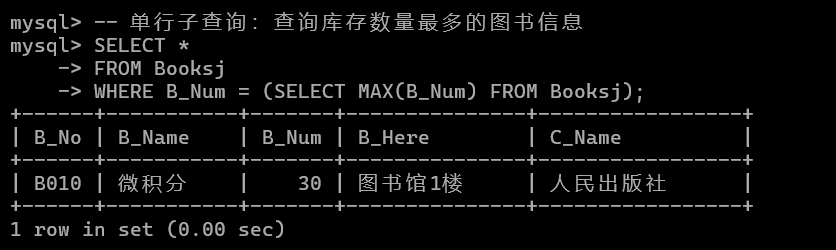 mysql> -- 单行子查询：查询库存数量最多的图书信息
mysql> SELECT *
    -> FROM Booksj
    -> WHERE B_Num = (SELECT MAX(B_Num) FROM Booksj);
+------+-----------+-------+---------------+-----------------+
| B_No | B_Name    | B_Num | B_Here        | C_Name          |
+------+-----------+-------+---------------+-----------------+
| B010 | 微积分    |    30 | 图书馆1楼     | 人民出版社      |
+------+-----------+-------+---------------+-----------------+
1 row in set (0.00 sec)